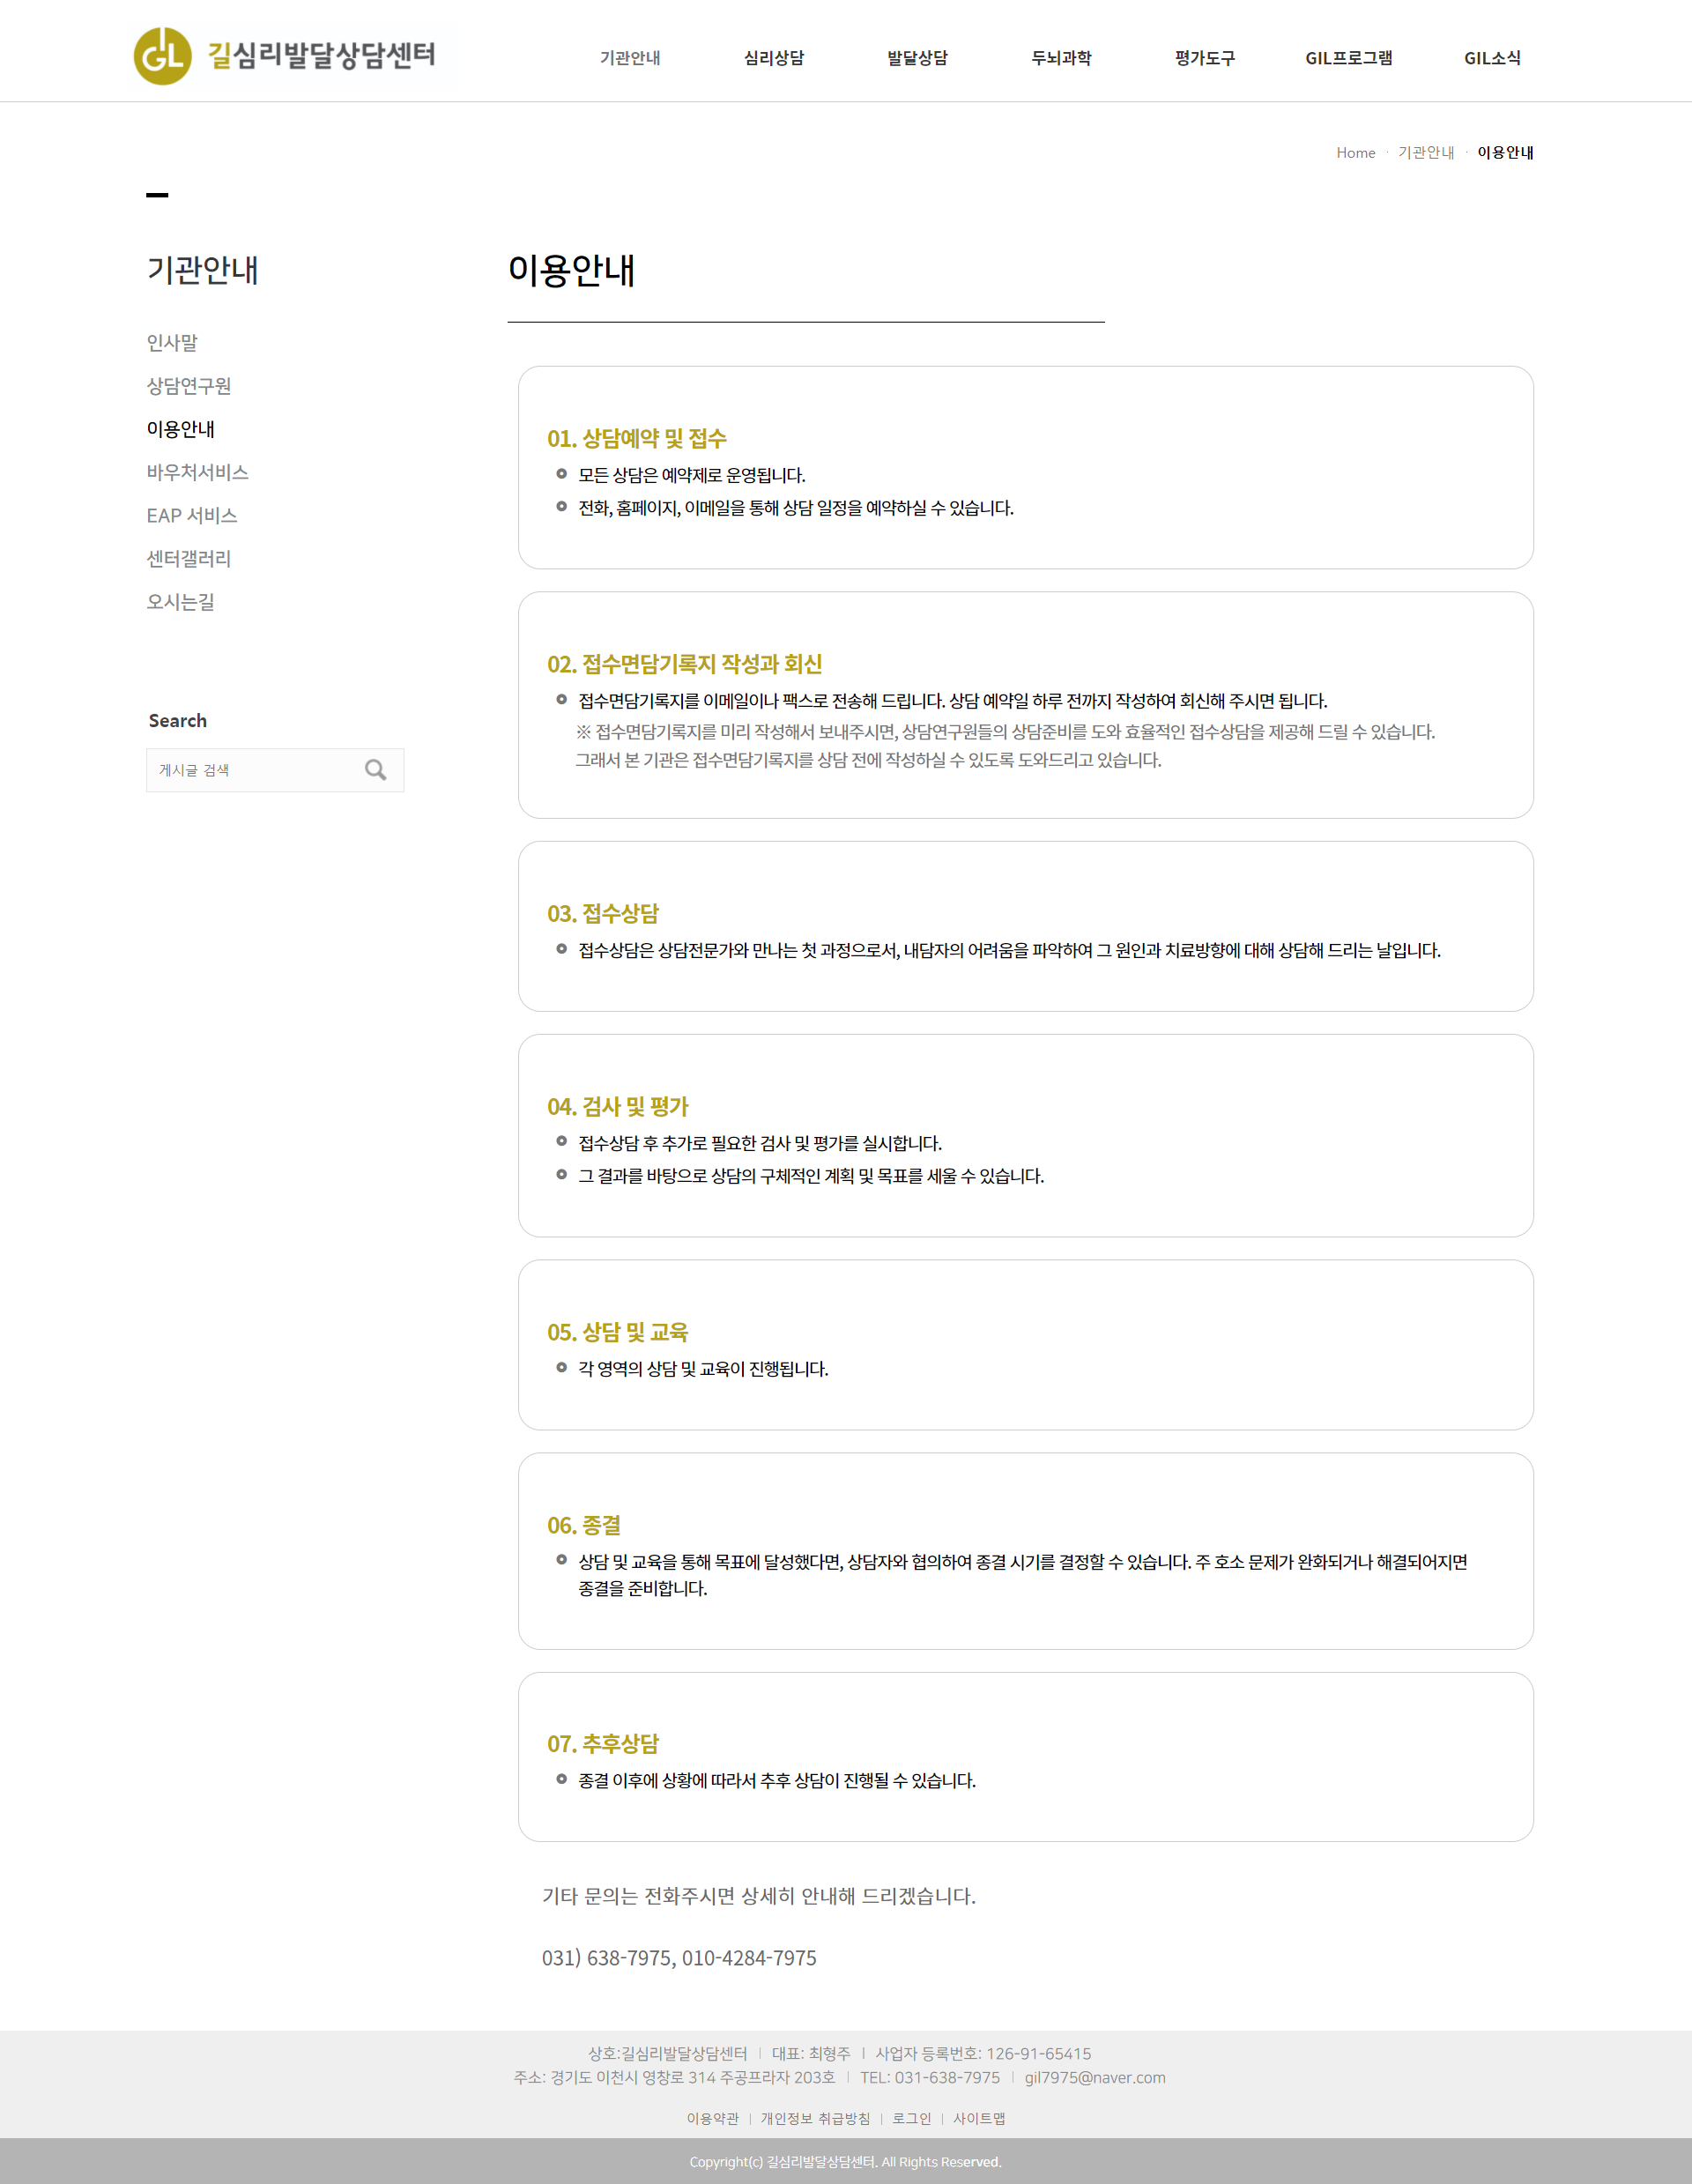 GIL 길심리발달상담센터
기관안내 심리상담 발달상담 두뇌과학 평가도구 GIL프로그램 GIL소식
Home · 기관안내 · 이용안내
기관안내
인사말
상담연구원
이용안내
바우처서비스
EAP 서비스
센터갤러리
오시는길
Search
게시글 검색
이용안내
01. 상담예약 및 접수
모든 상담은 예약제로 운영됩니다.
전화, 홈페이지, 이메일을 통해 상담 일정을 예약하실 수 있습니다.
02. 접수면담기록지 작성과 회신
접수면담기록지를 이메일이나 팩스로 전송해 드립니다. 상담 예약일 하루 전까지 작성하여 회신해 주시면 됩니다.
※ 접수면담기록지를 미리 작성해서 보내주시면, 상담연구원들의 상담준비를 도와 효율적인 접수상담을 제공해 드릴 수 있습니다.
그래서 본 기관은 접수면담기록지를 상담 전에 작성하실 수 있도록 도와드리고 있습니다.
03. 접수상담
접수상담은 상담전문가와 만나는 첫 과정으로서, 내담자의 어려움을 파악하여 그 원인과 치료방향에 대해 상담해 드리는 날입니다.
04. 검사 및 평가
접수상담 후 추가로 필요한 검사 및 평가를 실시합니다.
그 결과를 바탕으로 상담의 구체적인 계획 및 목표를 세울 수 있습니다.
05. 상담 및 교육
각 영역의 상담 및 교육이 진행됩니다.
06. 종결
상담 및 교육을 통해 목표에 달성했다면, 상담자와 협의하여 종결 시기를 결정할 수 있습니다. 주 호소 문제가 완화되거나 해결되어지면
종결을 준비합니다.
07. 추후상담
종결 이후에 상황에 따라서 추후 상담이 진행될 수 있습니다.
기타 문의는 전화주시면 상세히 안내해 드리겠습니다.
031) 638-7975, 010-4284-7975
상호:길심리발달상담센터 | 대표: 최형주 | 사업자 등록번호: 126-91-65415
주소: 경기도 이천시 영창로 314 주공프라자 203호 | TEL: 031-638-7975 | gil7975@naver.com
이용약관 | 개인정보 취급방침 | 로그인 | 사이트맵
Copyright(c) 길심리발달상담센터. All Rights Reserved.